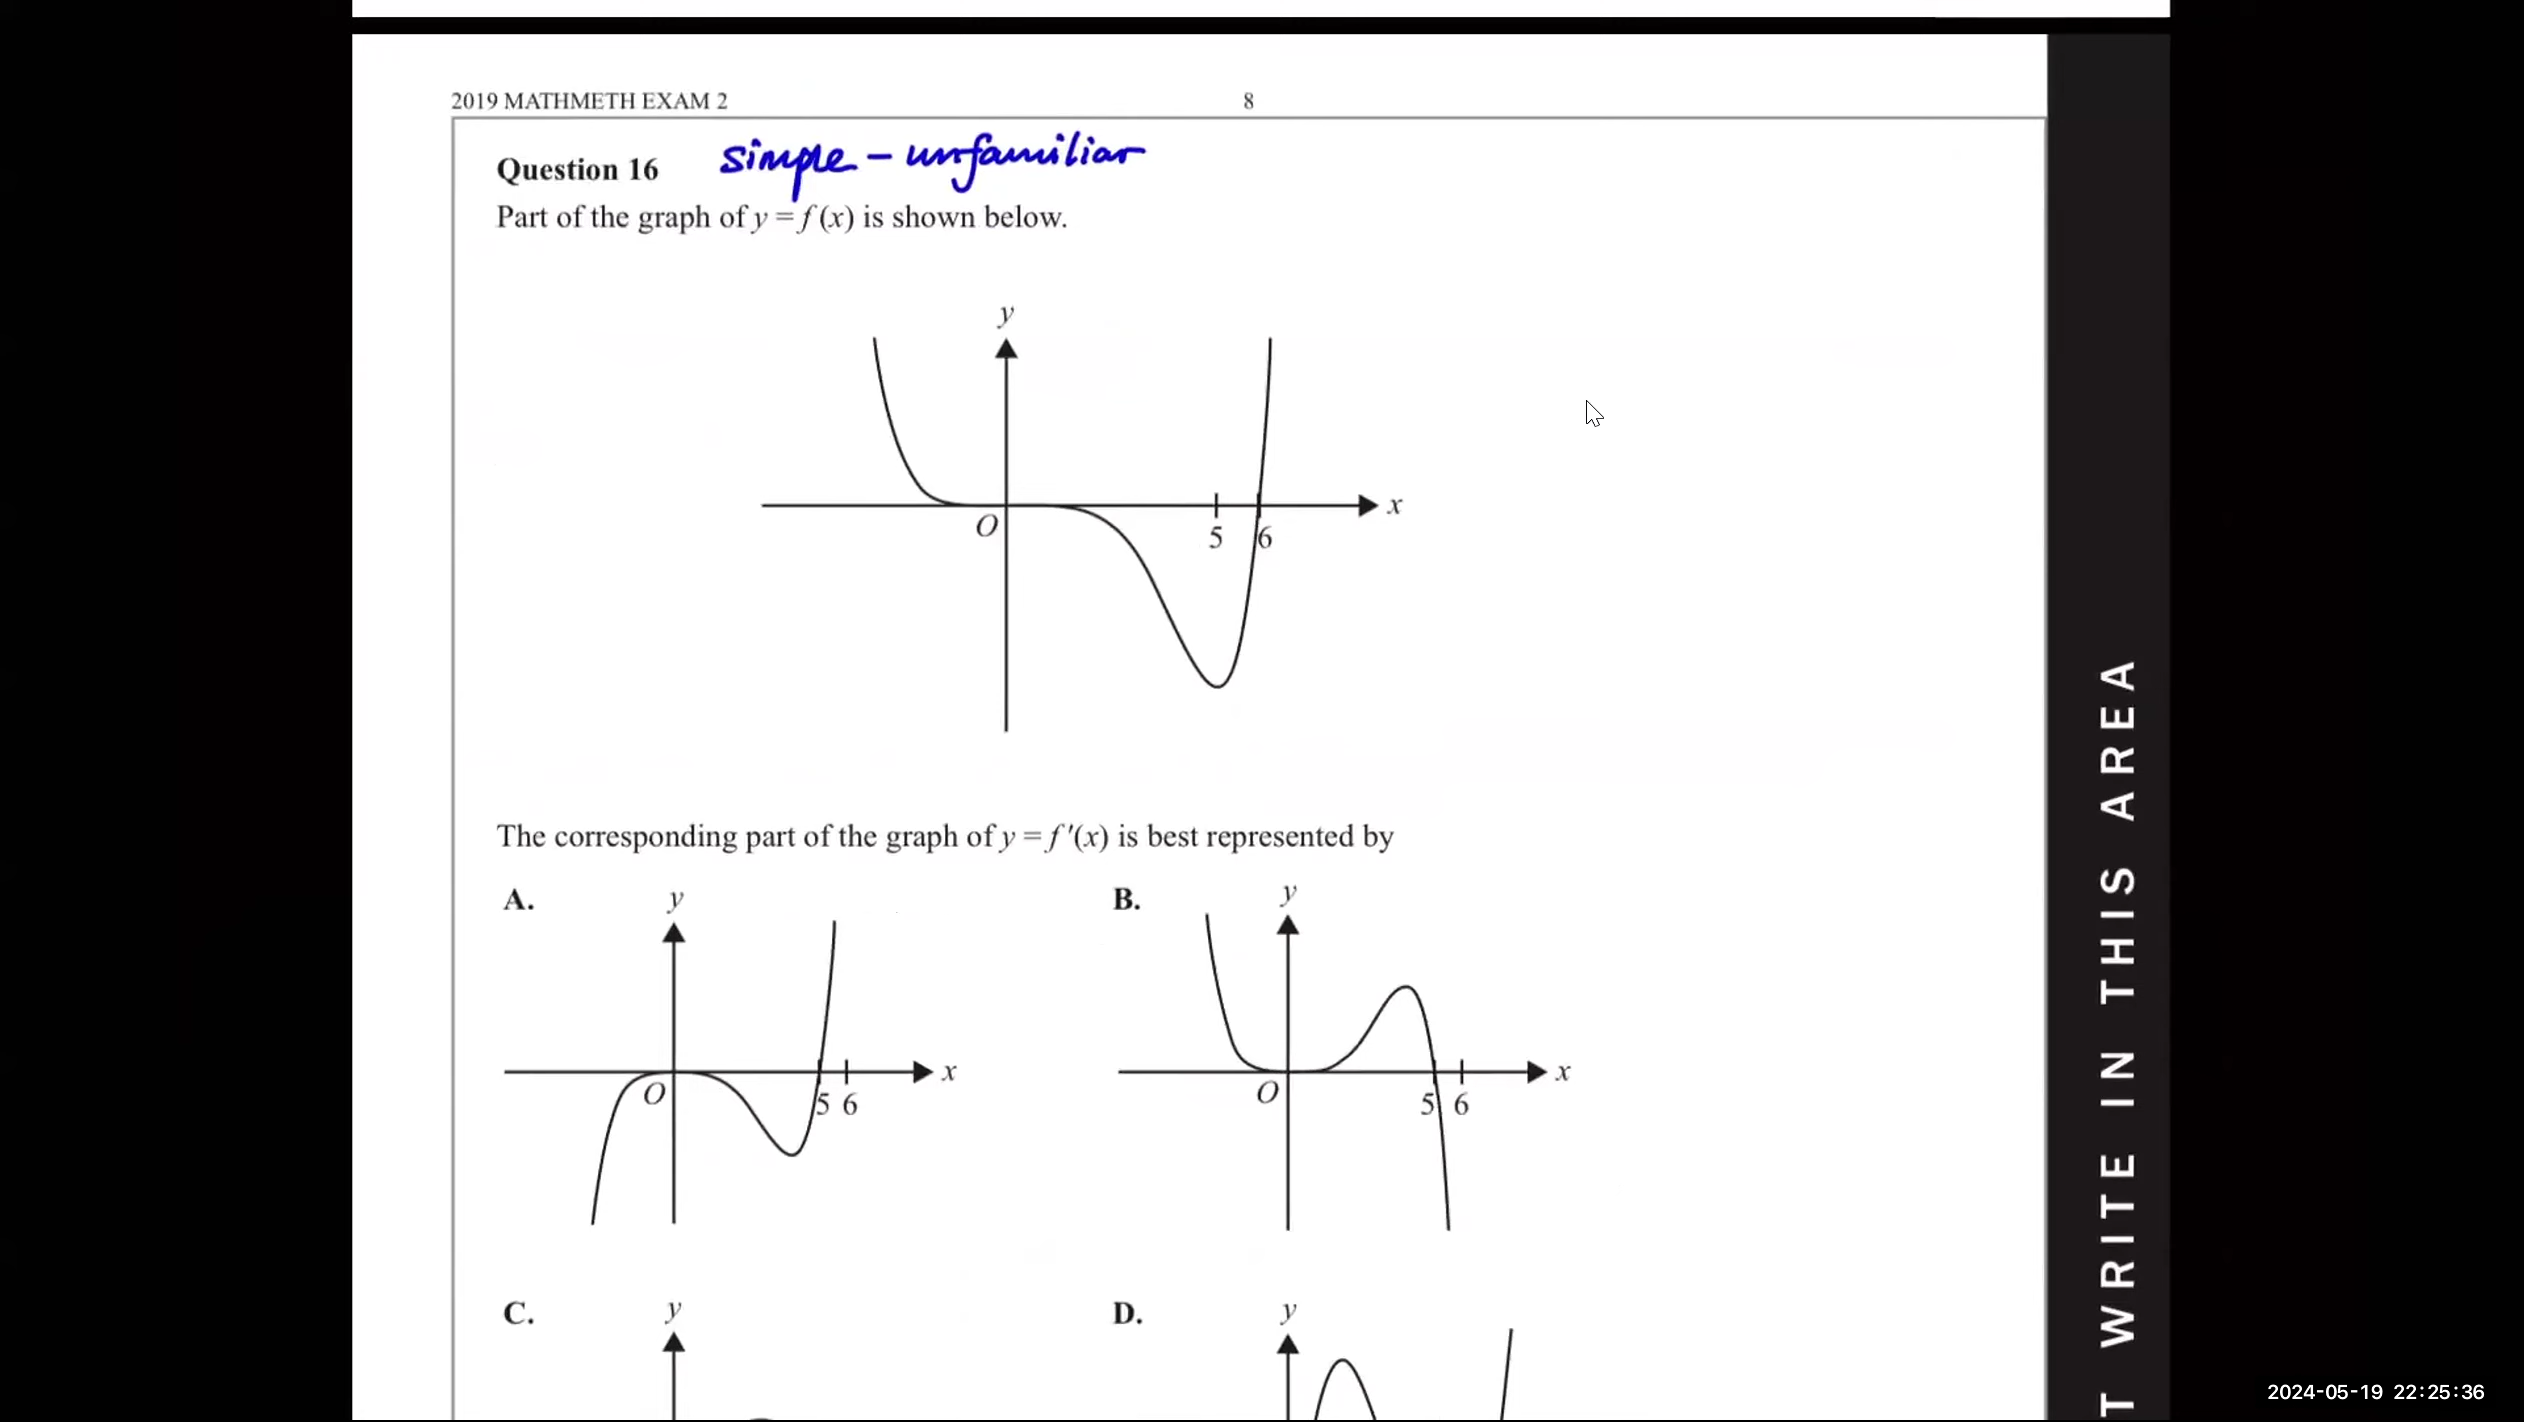 2019 MATHMETH EXAM 2
8
Question 16 simple – unfamiliar
Part of the graph of y = f (x) is shown below.
y
x
O
5
6
The corresponding part of the graph of y = f ′(x) is best represented by
A.
y
x
O
5 6
B.
y
x
O
5 6
C.
y
D.
y
T WRITE IN THIS AREA
2024-05-19 22:25:36